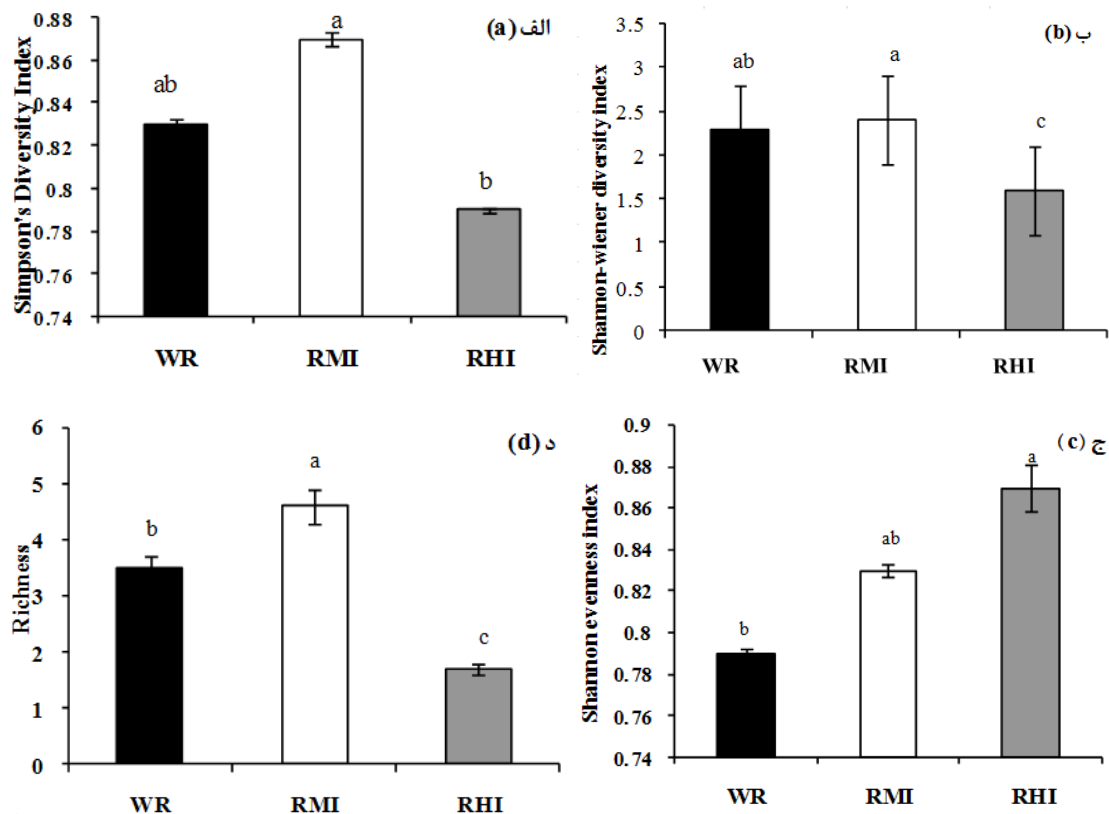 الف (a)
Simpson's Diversity Index
0.88
0.86
0.84
0.82
0.8
0.78
0.76
0.74
ab
a
b
WR RMI RHI
ب (b)
Shannon-wiener diversity index
3.5
3
2.5
2
1.5
1
0.5
0
ab
a
c
WR RMI RHI
د (d)
Richness
6
5
4
3
2
1
0
b
a
c
WR RMI RHI
ج (c)
Shannon evenness index
0.9
0.88
0.86
0.84
0.82
0.8
0.78
0.76
0.74
b
ab
a
WR RMI RHI